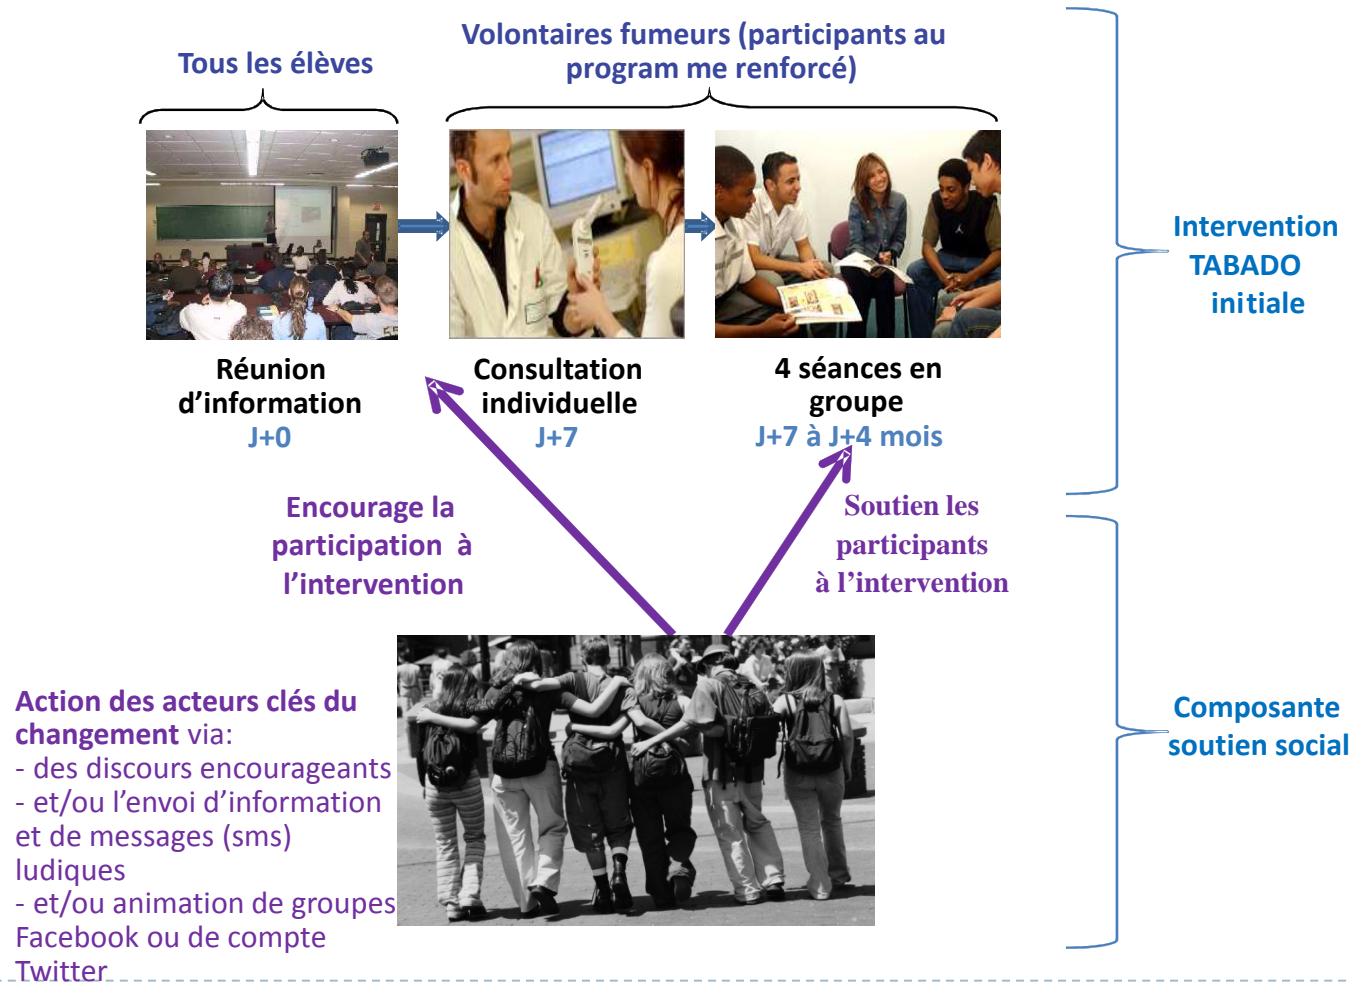 Tous les élèves
Volontaires fumeurs (participants au
program me renforcé)
Réunion
d’information
J+0
Consultation
individuelle
J+7
4 séances en
groupe
J+7 à J+4 mois
Intervention
TABADO
initiale
Encourage la
participation à
l’intervention
Soutien les
participants
à l’intervention
Action des acteurs clés du
changement via:
- des discours encourageants
- et/ou l’envoi d’information
et de messages (sms)
ludiques
- et/ou animation de groupes
Facebook ou de compte
Twitter
Composante
soutien social